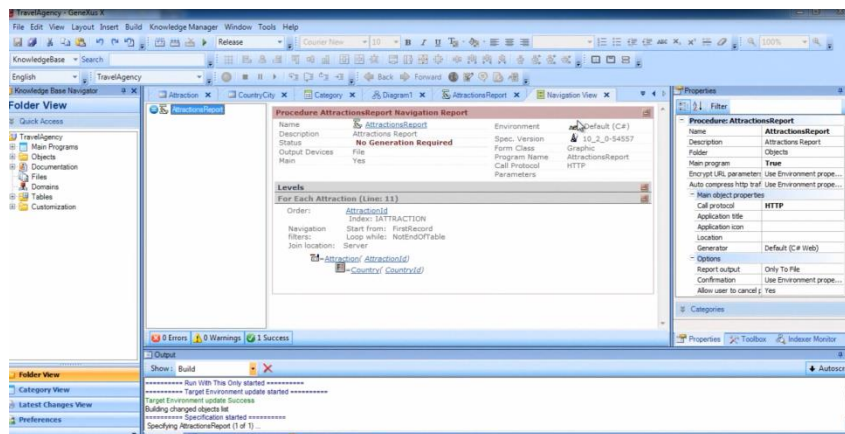 TravelAgency - GeneXus X
File Edit View Layout Insert Build Knowledge Manager Window Tools Help
Release
Courier New
10
100%
KnowledgeBase Search
English TravelAgency
Back Forward
Knowledge Base Navigator
Folder View
Quick Access
TravelAgency
Main Programs
Objects
Documentation
Files
Domains
Tables
Customization
Folder View
Category View
Latest Changes View
Preferences
Attraction X CountryCity X Category X Diagram1 X AttractionsReport X Navigation View X
AttractionsReport
Procedure AttractionsReport Navigation Report
Name AttractionsReport
Description Attractions Report
Status No Generation Required
Output Devices File
Main Yes
Environment Default (C#)
Spec. Version 10_2_0-54557
Form Class Graphic
Program Name AttractionsReport
Call Protocol HTTP
Parameters
Levels
For Each Attraction (Line: 11)
Order: AttractionId
Index: IATTRACTION
Navigation filters: Start from: FirstRecord
Loop while: NotEndOfTable
Join location: Server
=Attraction( AttractionId)
=Country( CountryId)
0 Errors 0 Warnings 1 Success
Output
Show: Build
Autoscr
========== Run With This Only started ==========
========== Target Environment update started ==========
Target Environment update Success
Building changed objects list
========== Specification started ==========
Specifying AttractionsReport (1 of 1) ...
Properties
Filter
Procedure: AttractionsReport
Name AttractionsReport
Description Attractions Report
Folder Objects
Main program True
Encrypt URL parameters Use Environment prope...
Auto compress http traf Use Environment prope...
Main object properties
Call protocol HTTP
Application title
Application icon
Location
Generator Default (C# Web)
Options
Report output Only To File
Confirmation Use Environment prope...
Allow user to cancel p Yes
Categories
Properties Toolbox Indexer Monitor